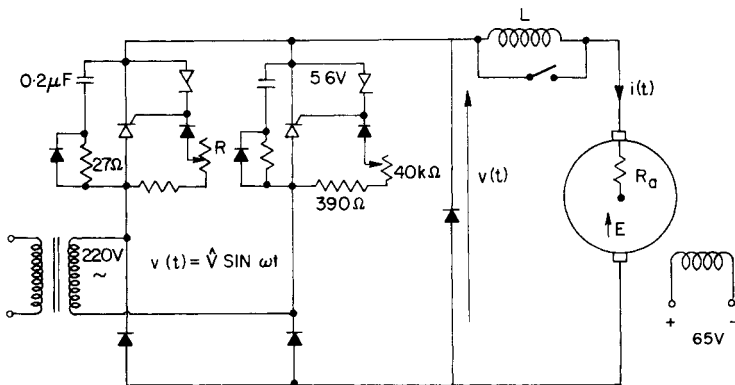 L
0.2µF
5.6V
i(t)
27Ω
R
40kΩ
v(t)
Ra
390Ω
E
220V
~
v(t) = V̂ SIN ωt
+ -
65V